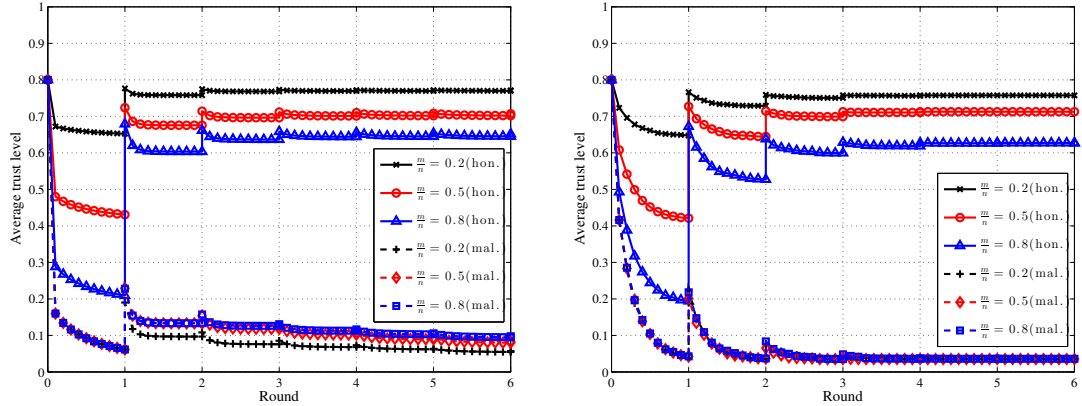 1
0.9
0.8
0.7
0.6
0.5
0.4
0.3
0.2
0.1
0
Average trust level
0 1 2 3 4 5 6
Round
m/n = 0.2(hon.)
m/n = 0.5(hon.)
m/n = 0.8(hon.)
m/n = 0.2(mal.)
m/n = 0.5(mal.)
m/n = 0.8(mal.)
1
0.9
0.8
0.7
0.6
0.5
0.4
0.3
0.2
0.1
0
Average trust level
0 1 2 3 4 5 6
Round
m/n = 0.2(hon.)
m/n = 0.5(hon.)
m/n = 0.8(hon.)
m/n = 0.2(mal.)
m/n = 0.5(mal.)
m/n = 0.8(mal.)